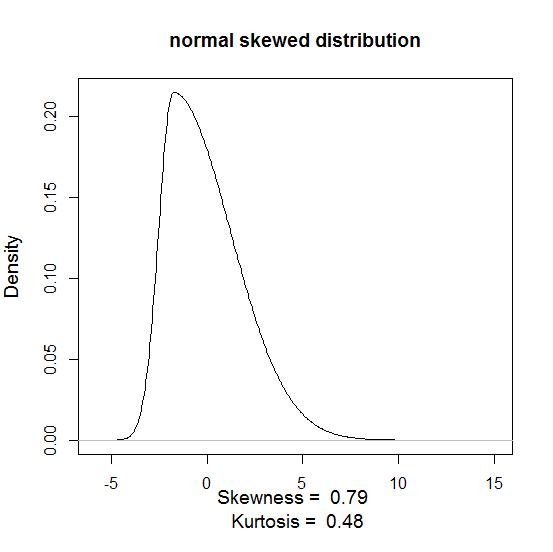 normal skewed distribution
Density
0.20
0.15
0.10
0.05
0.00
-5 0 5 10 15
Skewness = 0.79
Kurtosis = 0.48